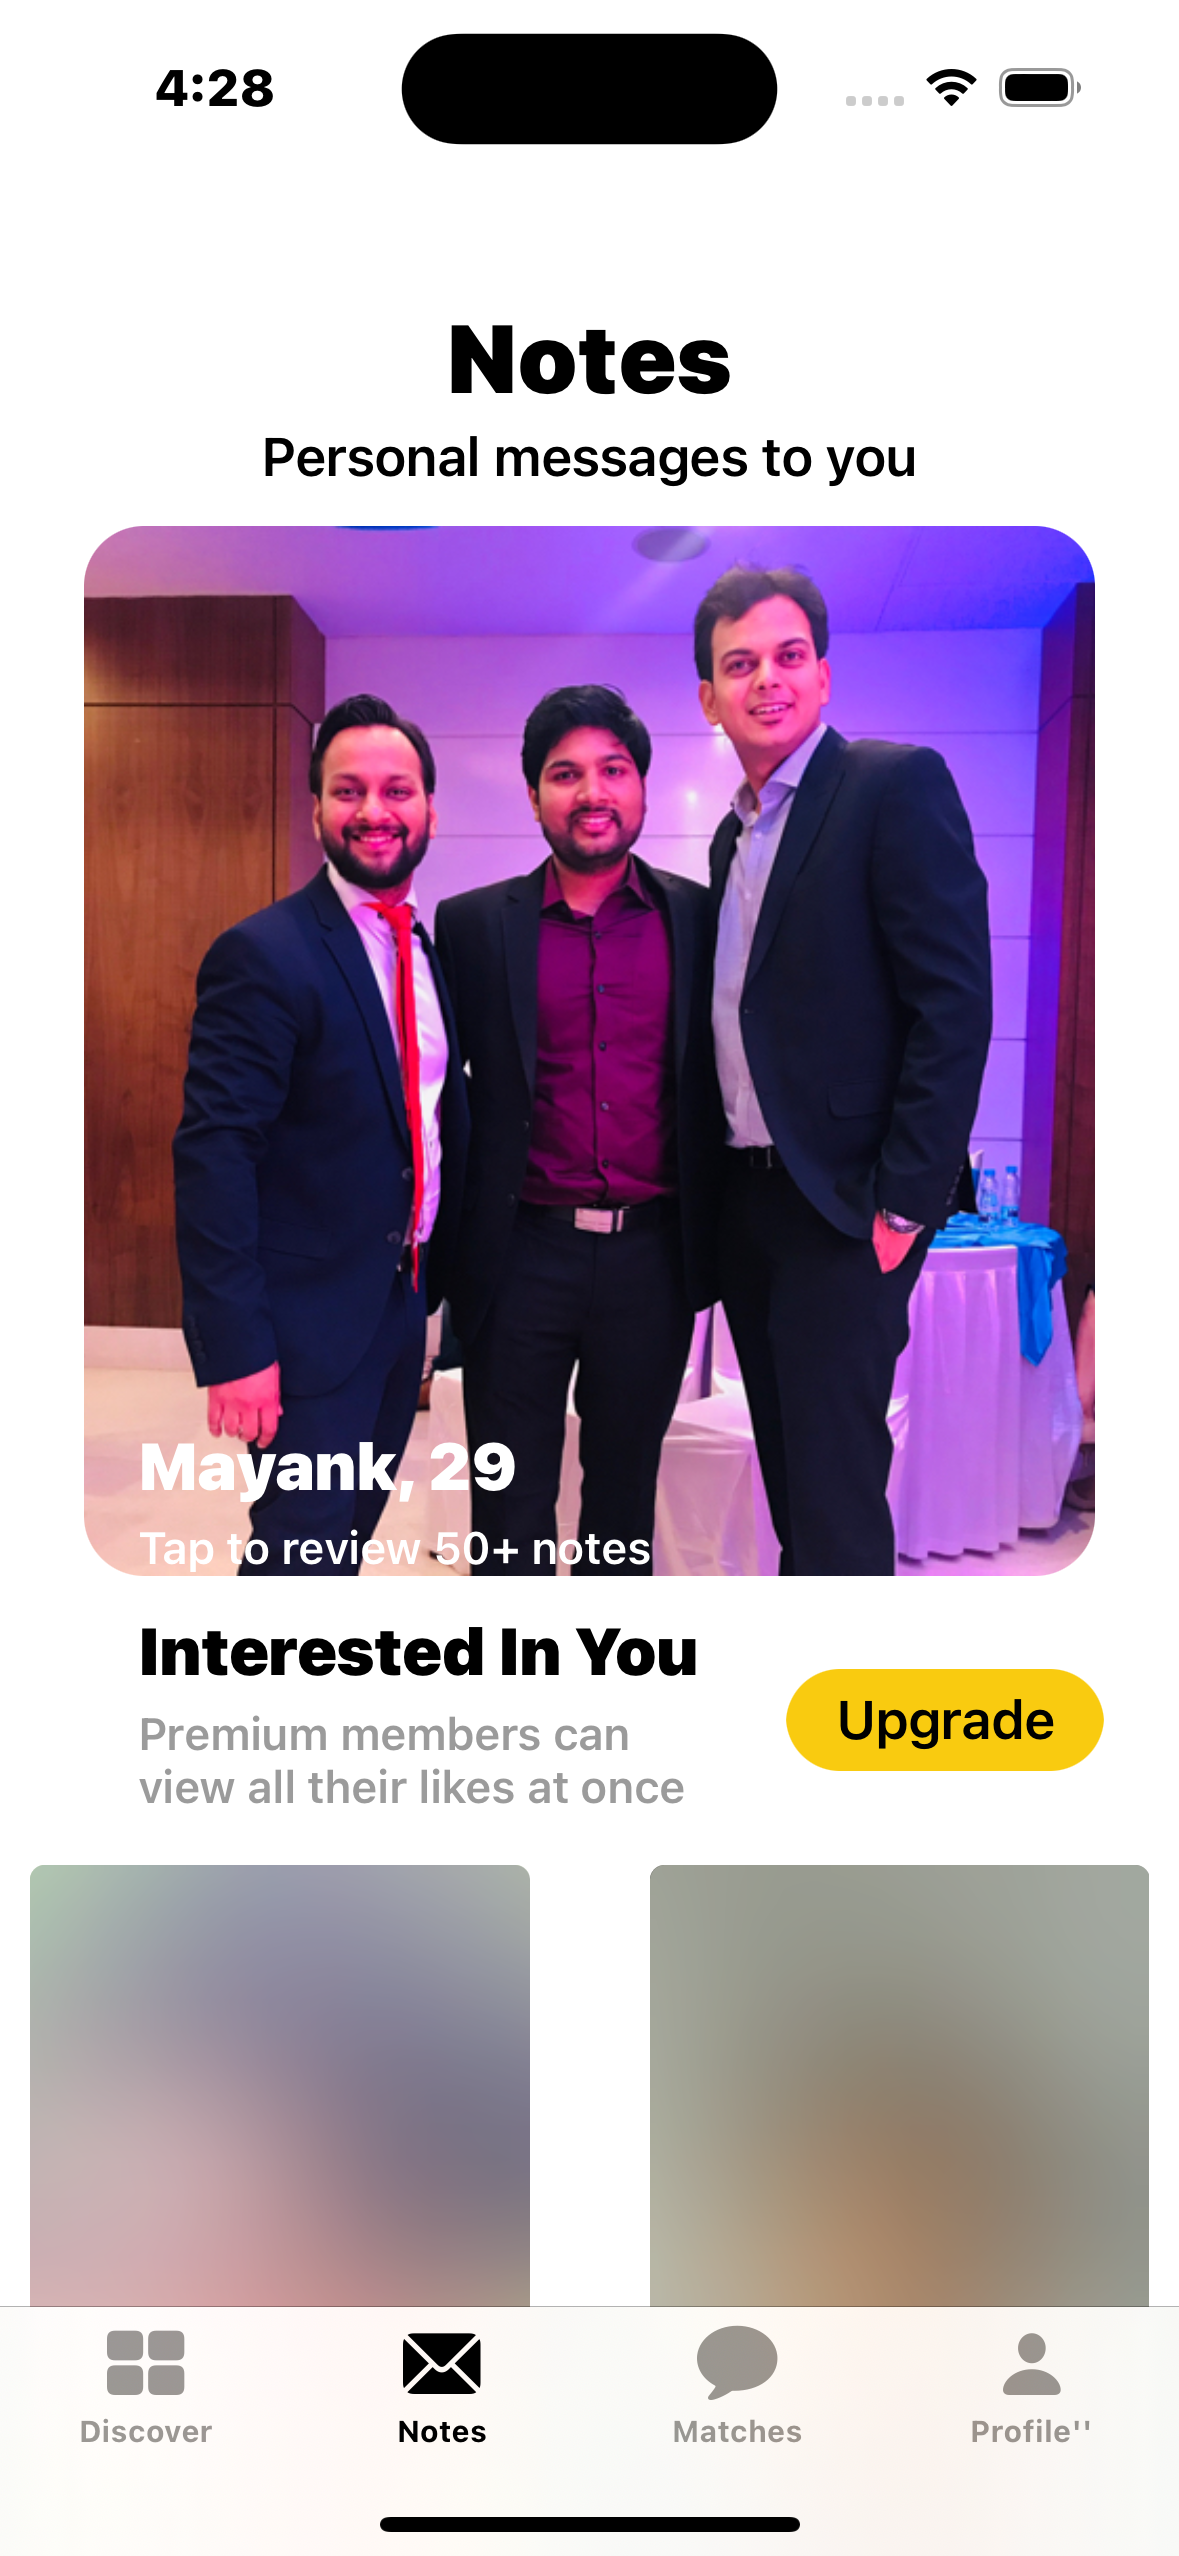 4:28
Notes
Personal messages to you
Mayank, 29
Tap to review 50+ notes
Interested In You
Upgrade
Premium members can
view all their likes at once
Discover
Notes
Matches
Profile''